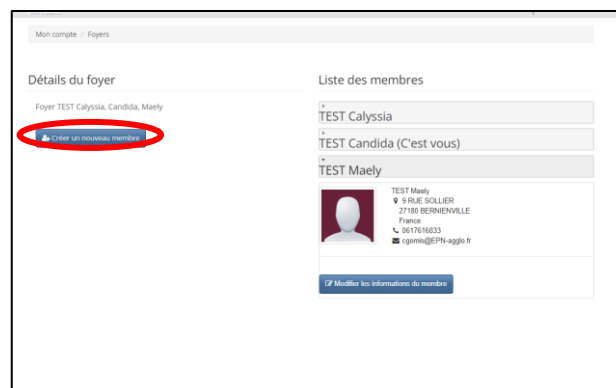 Mon compte / Foyers
Détails du foyer
Foyer TEST Calyssia, Candida, Maely
Créer un nouveau membre
Liste des membres
TEST Calyssia
TEST Candida (C'est vous)
TEST Maely
TEST Maely
9 RUE SOLLIER
27180 BERNIENVILLE
France
0617616833
cgomis@EPN-agglo.fr
Modifier les informations du membre